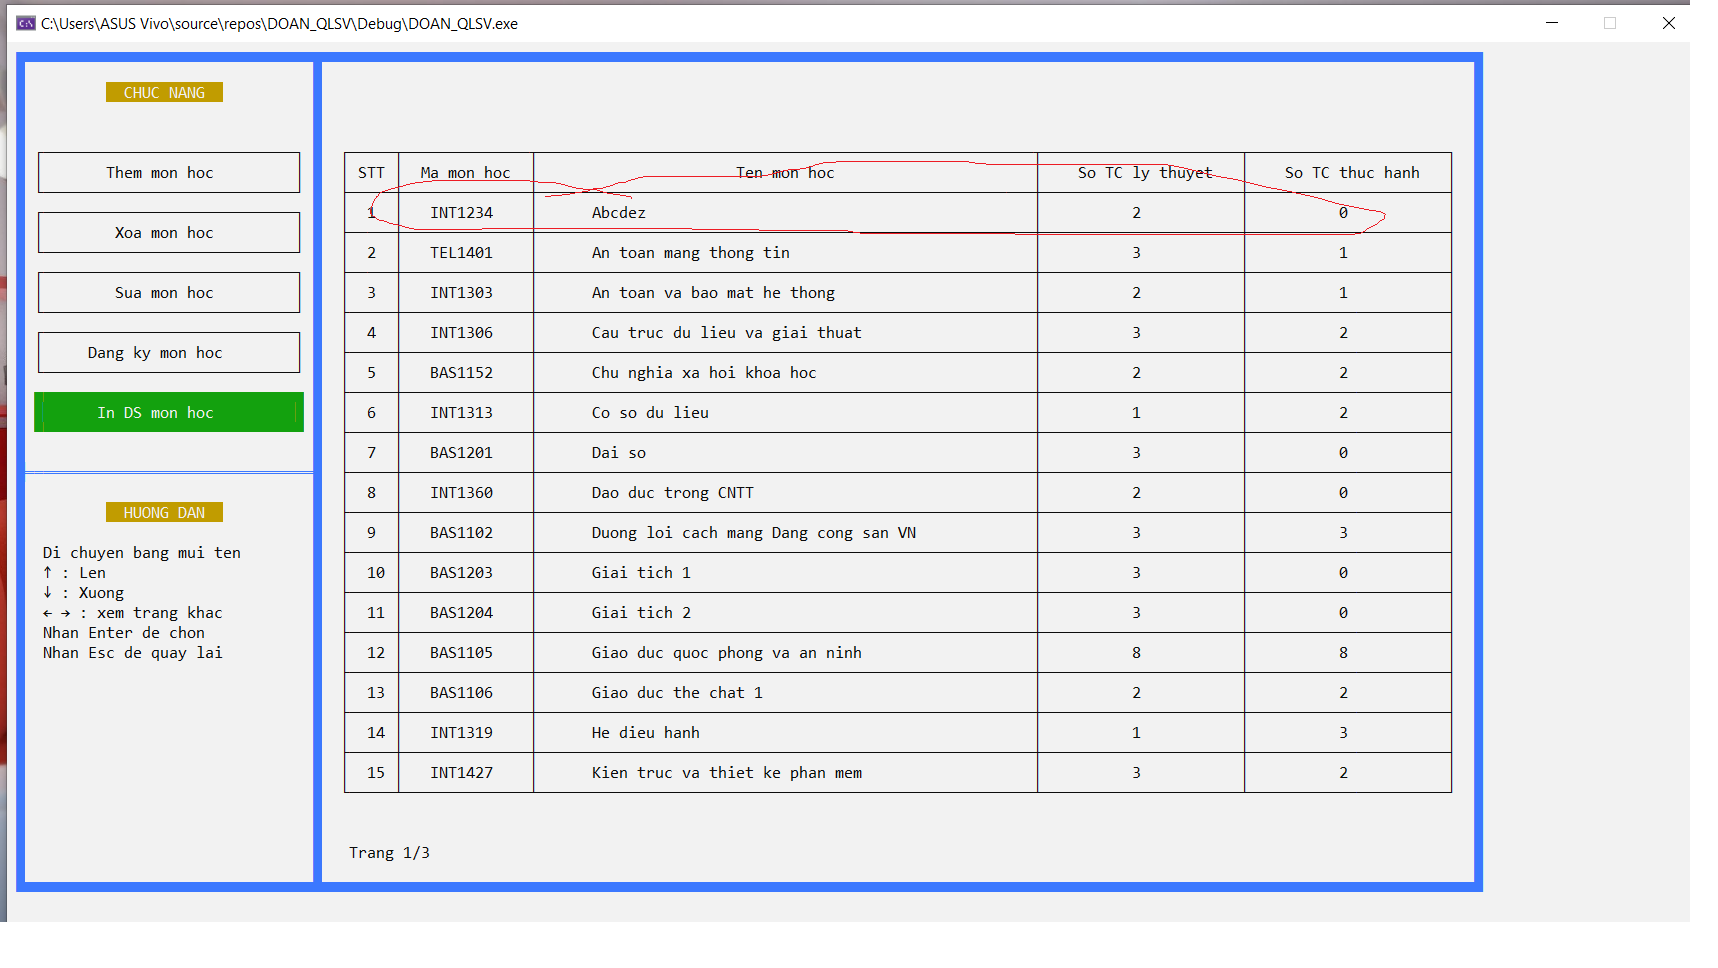 C:\Users\ASUS Vivo\source\repos\DOAN_QLSV\Debug\DOAN_QLSV.exe
CHUC NANG
Them mon hoc
Xoa mon hoc
Sua mon hoc
Dang ky mon hoc
In DS mon hoc
HUONG DAN
Di chuyen bang mui ten
↑ : Len
↓ : Xuong
← → : xem trang khac
Nhan Enter de chon
Nhan Esc de quay lai
STT Ma mon hoc Ten mon hoc So TC ly thuyet So TC thuc hanh
1 INT1234 Abcdez 2 0
2 TEL1401 An toan mang thong tin 3 1
3 INT1303 An toan va bao mat he thong 2 1
4 INT1306 Cau truc du lieu va giai thuat 3 2
5 BAS1152 Chu nghia xa hoi khoa hoc 2 2
6 INT1313 Co so du lieu 1 2
7 BAS1201 Dai so 3 0
8 INT1360 Dao duc trong CNTT 2 0
9 BAS1102 Duong loi cach mang Dang cong san VN 3 3
10 BAS1203 Giai tich 1 3 0
11 BAS1204 Giai tich 2 3 0
12 BAS1105 Giao duc quoc phong va an ninh 8 8
13 BAS1106 Giao duc the chat 1 2 2
14 INT1319 He dieu hanh 1 3
15 INT1427 Kien truc va thiet ke phan mem 3 2
Trang 1/3